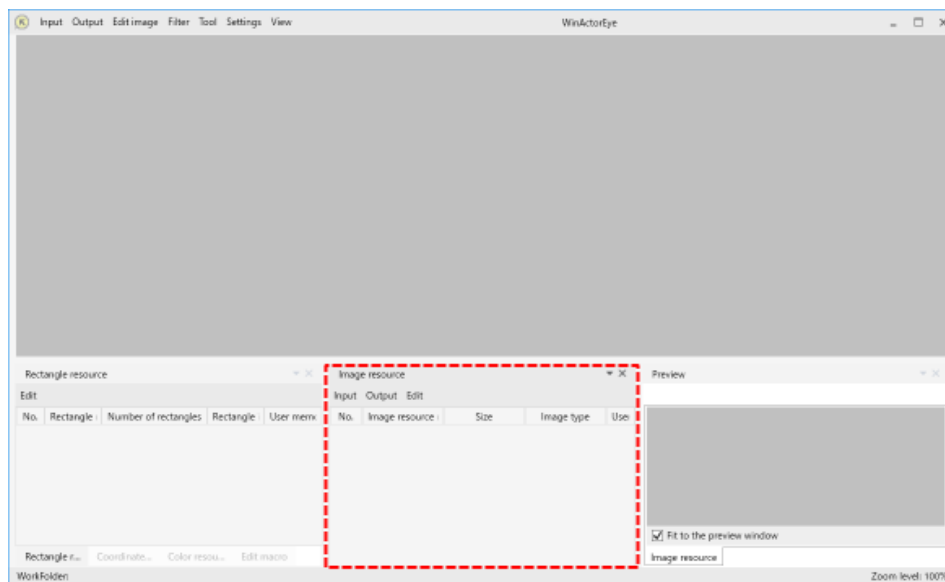 Input Output Edit image Filter Tool Settings View WinActorEye
Rectangle resource
Edit
No. Rectangle Number of rectangles Rectangle User memo
Rectangle r... Coordinate... Color resou... Edit macro
Image resource
Input Output Edit
No. Image resource Size Image type User
Preview
Fit to the preview window
Image resource
WorkFolder: Zoom level: 100%